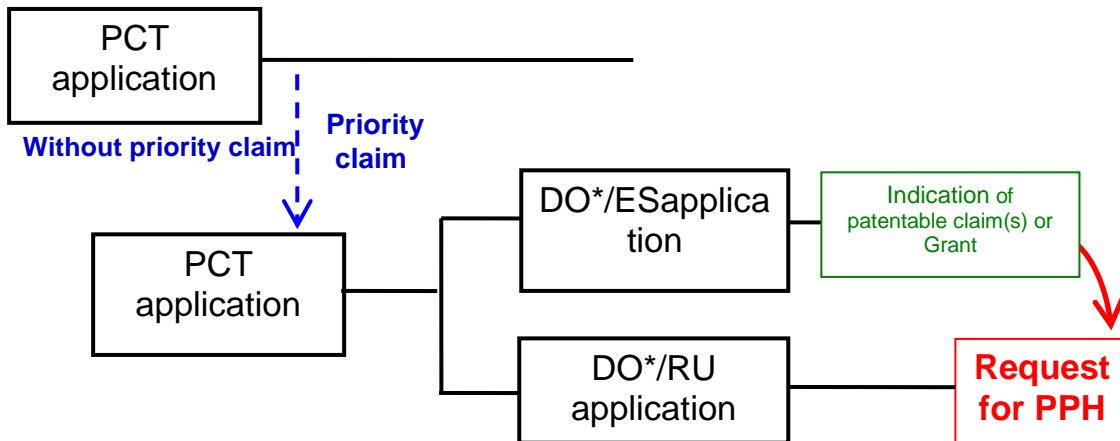 PCT
application
Without priority claim
Priority
claim
DO*/ESapplica
tion
Indication of
patentable claim(s) or
Grant
PCT
application
DO*/RU
application
Request
for PPH